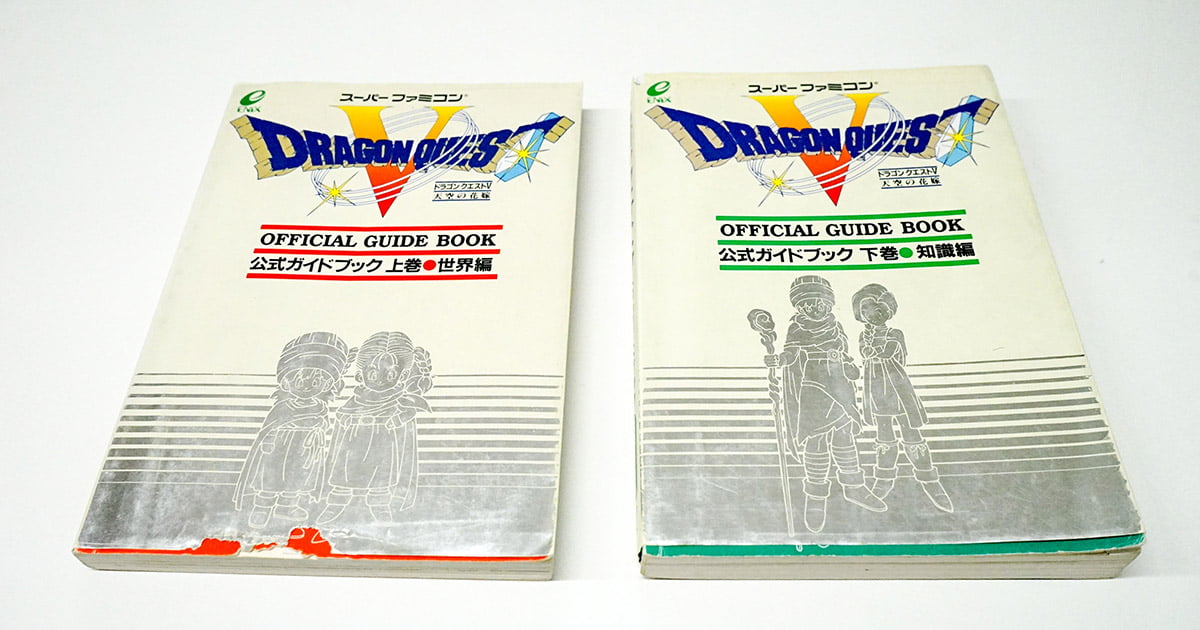 ENIX
スーパーファミコン®
DRAGON QUEST
V
ドラゴンクエストV
天空の花嫁
OFFICIAL GUIDE BOOK
公式ガイドブック 上巻●世界編
ENIX
スーパーファミコン®
DRAGON QUEST
V
ドラゴンクエストV
天空の花嫁
OFFICIAL GUIDE BOOK
公式ガイドブック 下巻●知識編